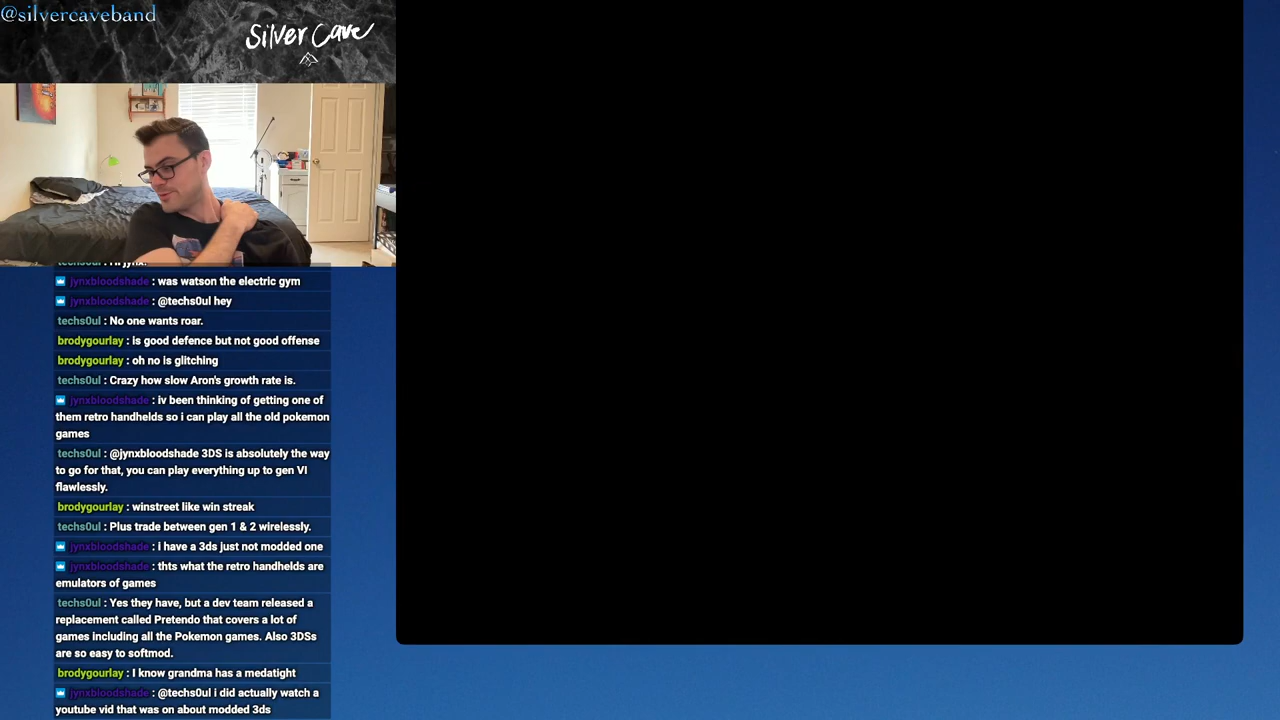 @silvercaveband
Silver Cave
jynxbloodshade : was watson the electric gym
jynxbloodshade : @techs0ul hey
techs0ul : No one wants roar.
brodygourlay : is good defence but not good offense
brodygourlay : oh no is glitching
techs0ul : Crazy how slow Aron's growth rate is.
jynxbloodshade : iv been thinking of getting one of
them retro handhelds so i can play all the old pokemon
games
techs0ul : @jynxbloodshade 3DS is absolutely the way
to go for that, you can play everything up to gen VI
flawlessly.
brodygourlay : winstreet like win streak
techs0ul : Plus trade between gen 1 & 2 wirelessly.
jynxbloodshade : i have a 3ds just not modded one
jynxbloodshade : thts what the retro handhelds are
emulators of games
techs0ul : Yes they have, but a dev team released a
replacement called Pretendo that covers a lot of
games including all the Pokemon games. Also 3DSs
are so easy to softmod.
brodygourlay : I know grandma has a medatight
jynxbloodshade : @techs0ul i did actually watch a
youtube vid that was on about modded 3ds